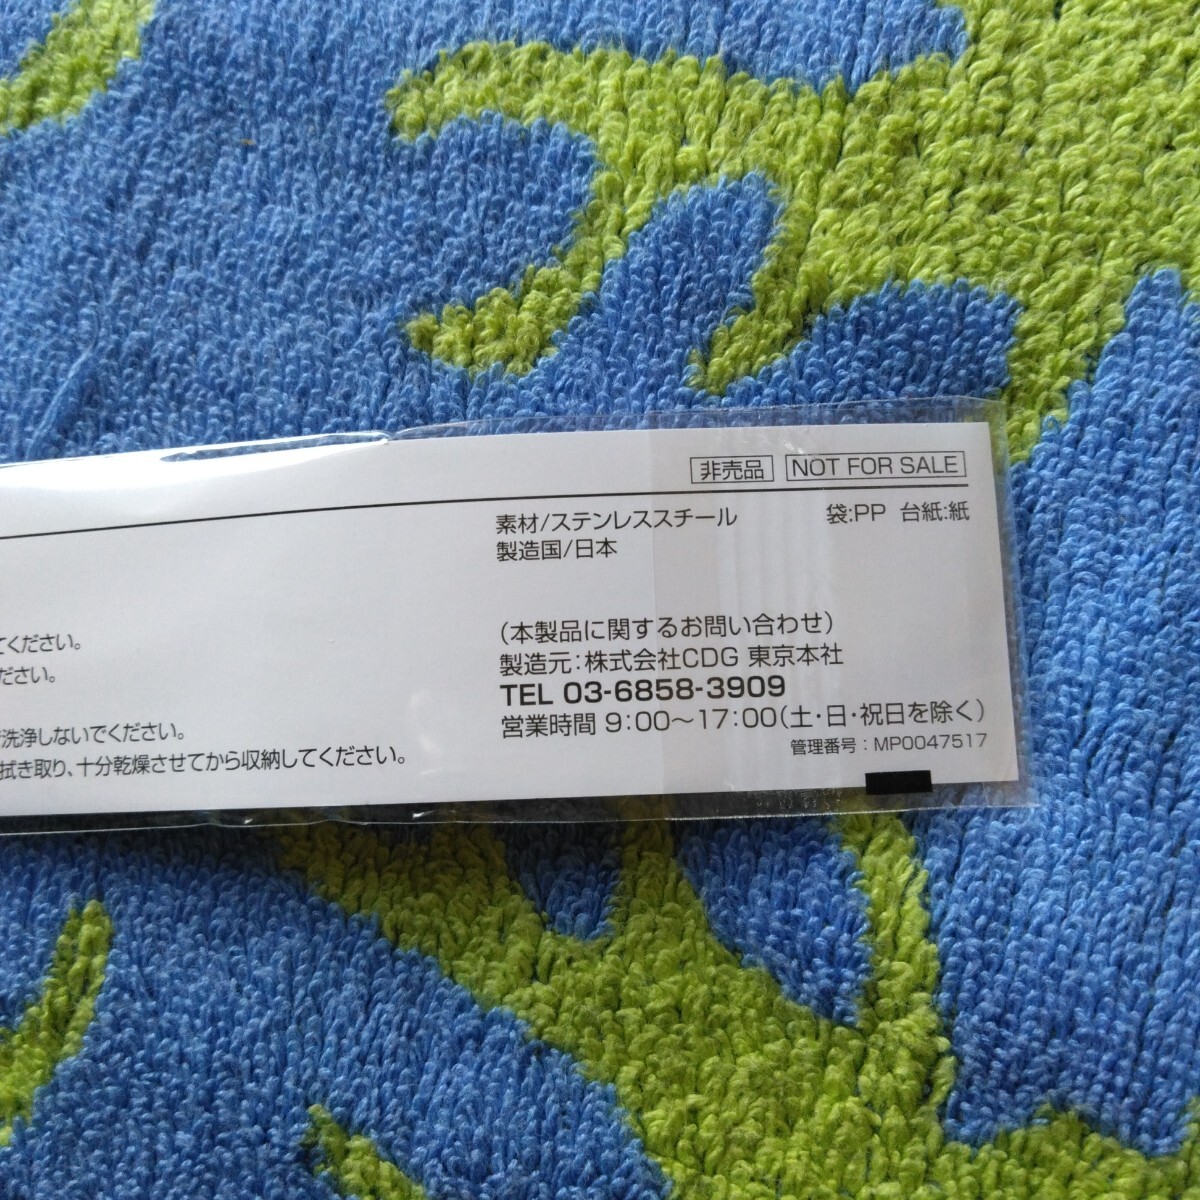 非売品 NOT FOR SALE
素材/ステンレススチール 袋:PP 台紙:紙
製造国/日本
てください。
ださい。
洗浄しないでください。
拭き取り、十分乾燥させてから収納してください。
(本製品に関するお問い合わせ)
製造元:株式会社CDG 東京本社
TEL 03-6858-3909
営業時間 9:00〜17:00(土・日・祝日を除く)
管理番号:MP0047517